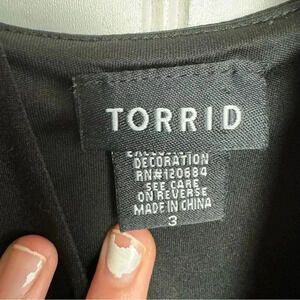 TORRID
DECORATION
RN#120684
SEE CARE
ON REVERSE
MADE IN CHINA
3